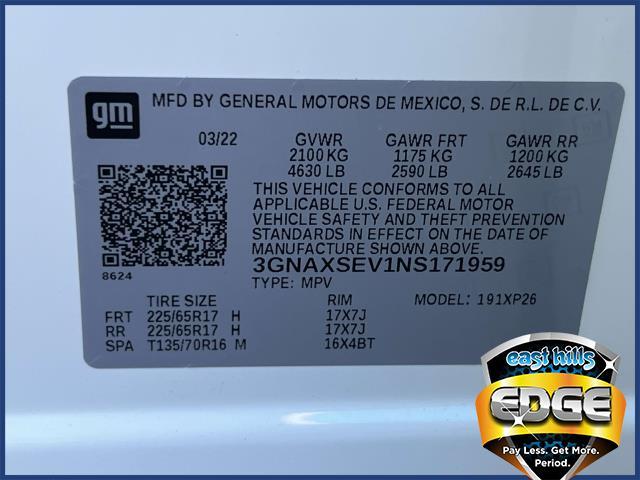 gm
MFD BY GENERAL MOTORS DE MEXICO, S. DE R.L. DE C.V.
03/22 GVWR GAWR FRT GAWR RR
2100 KG 1175 KG 1200 KG
4630 LB 2590 LB 2645 LB
THIS VEHICLE CONFORMS TO ALL
APPLICABLE U.S. FEDERAL MOTOR
VEHICLE SAFETY AND THEFT PREVENTION
STANDARDS IN EFFECT ON THE DATE OF
MANUFACTURE SHOWN ABOVE.
8624
3GNAXSEV1NS171959
TYPE: MPV MODEL: 191XP26
TIRE SIZE RIM
FRT 225/65R17 H 17X7J
RR 225/65R17 H 17X7J
SPA T135/70R16 M 16X4BT
east hills
EDGE
Pay Less. Get More.
Period.